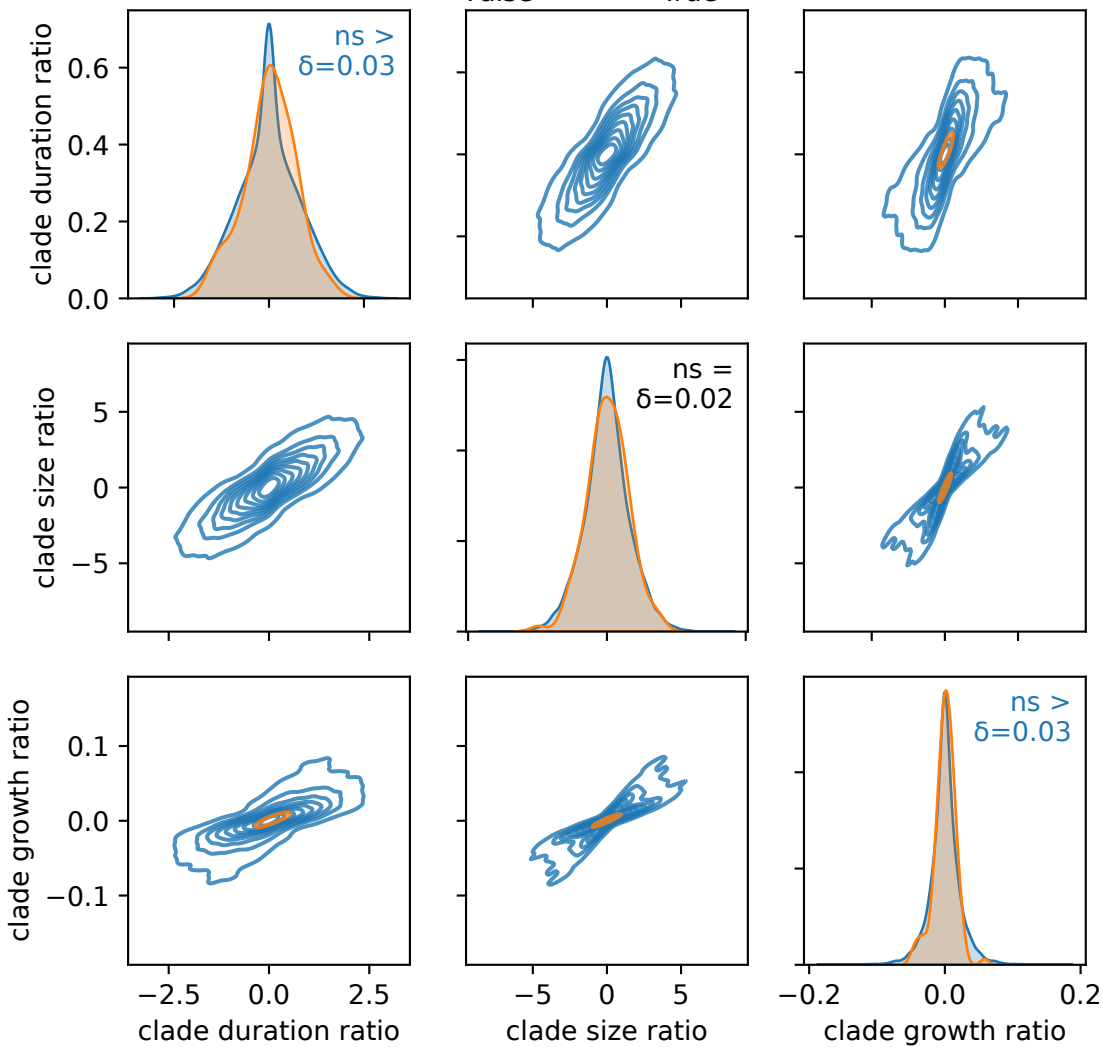 True
clade duration ratio
0.6
0.4
0.2
0.0
ns >
δ=0.03
clade size ratio
5
0
−5
ns =
δ=0.02
clade growth ratio
0.1
0.0
−0.1
ns >
δ=0.03
−2.5
0.0
2.5
−5
0
5
−0.2
0.0
0.2
clade duration ratio
clade size ratio
clade growth ratio